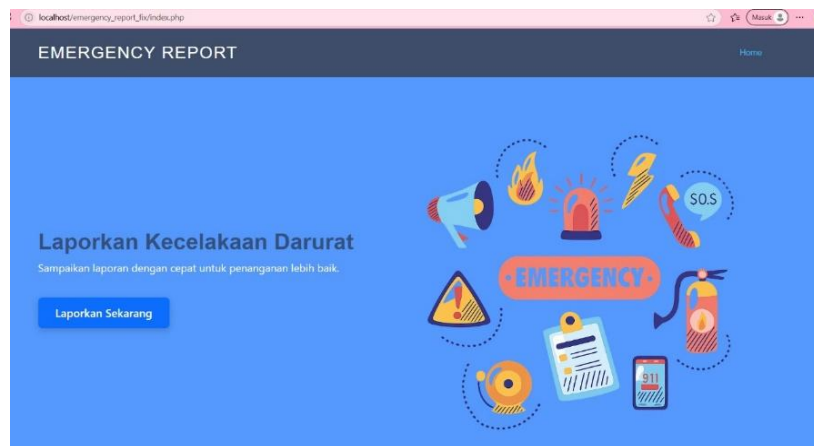 localhost/emergency_report_fix/index.php
Masuk
EMERGENCY REPORT
Home
S.O.S
Laporkan Kecelakaan Darurat
Sampaikan laporan dengan cepat untuk penanganan lebih baik.
·EMERGENCY·
Laporkan Sekarang
911